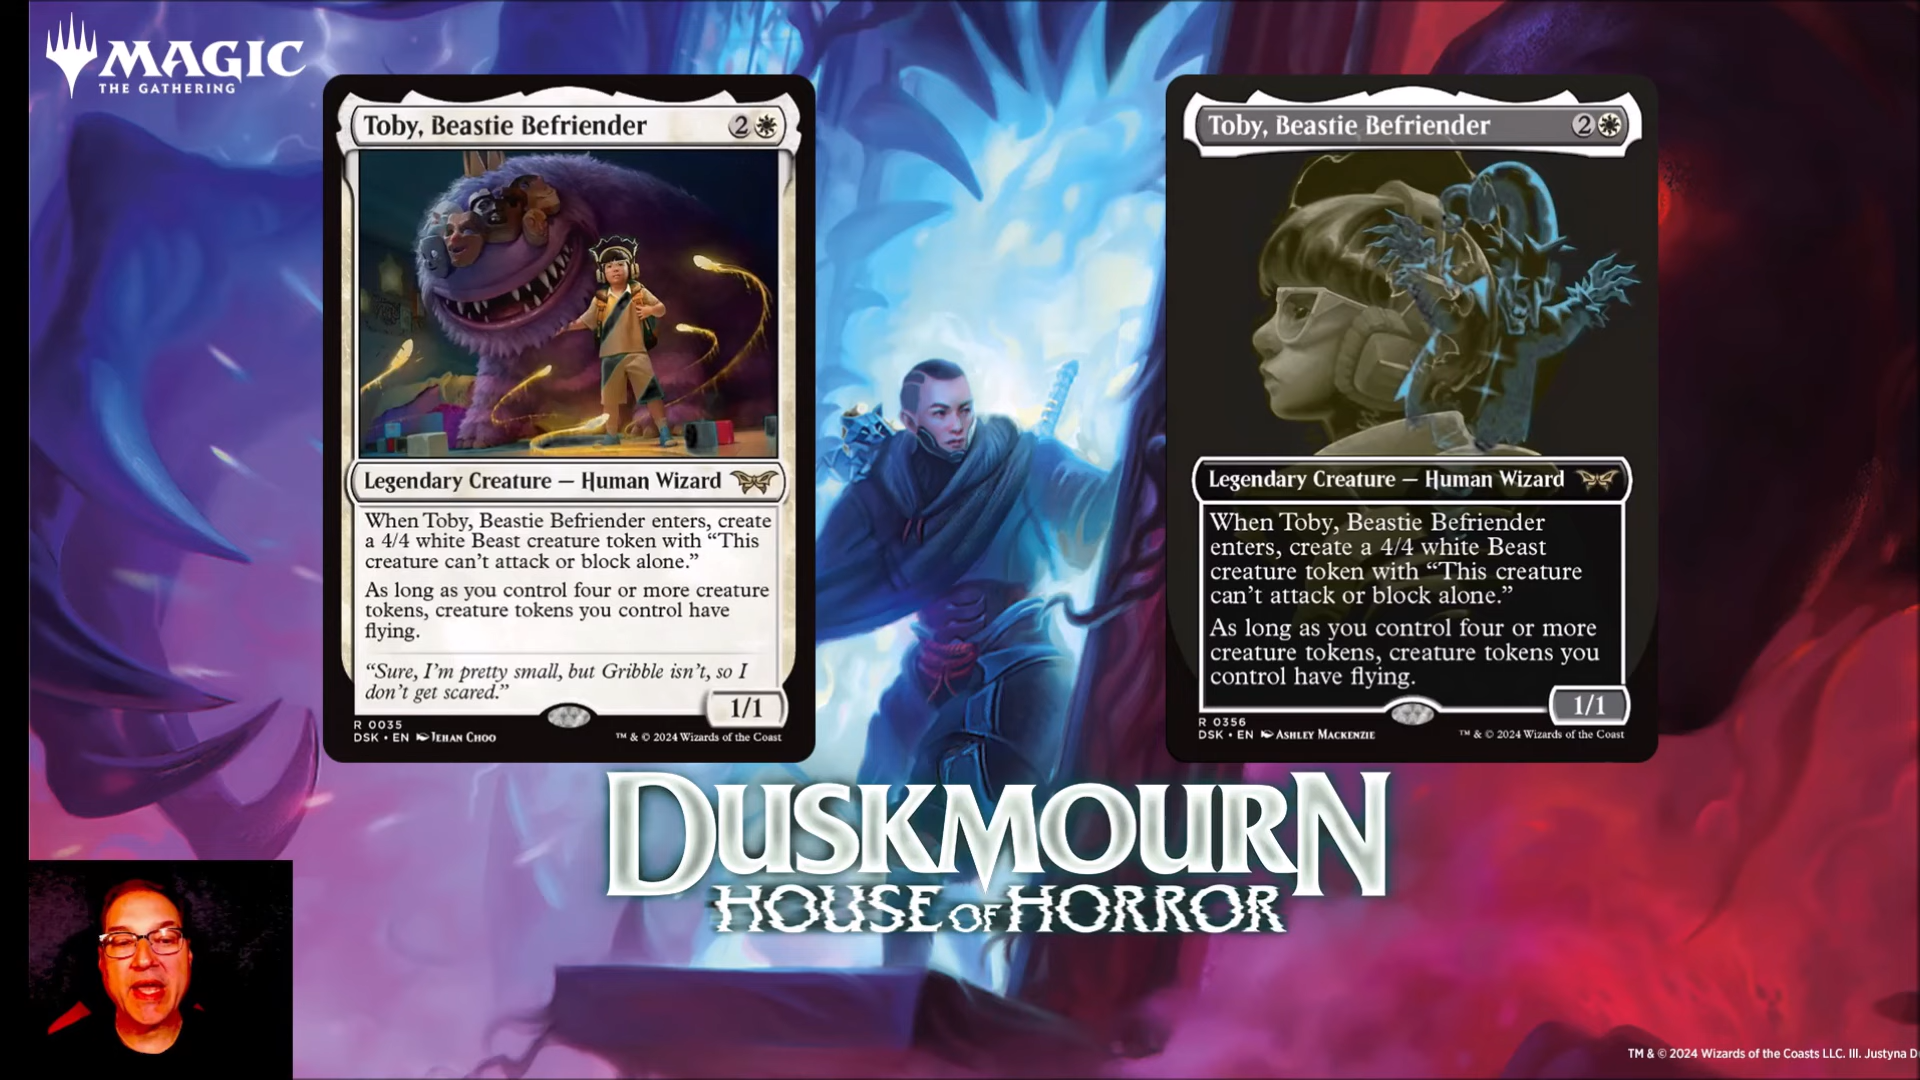 MAGIC
THE GATHERING
Toby, Beastie Befriender 2
Legendary Creature — Human Wizard
When Toby, Beastie Befriender enters, create
a 4/4 white Beast creature token with “This
creature can’t attack or block alone.”
As long as you control four or more creature
tokens, creature tokens you control have
flying.
“Sure, I’m pretty small, but Gribble isn’t, so I
don’t get scared.”
1/1
R 0035
DSK • EN JEHAN CHOO
™ & © 2024 Wizards of the Coast
Toby, Beastie Befriender 2
Legendary Creature — Human Wizard
When Toby, Beastie Befriender
enters, create a 4/4 white Beast
creature token with “This creature
can’t attack or block alone.”
As long as you control four or more
creature tokens, creature tokens you
control have flying.
1/1
R 0356
DSK • EN ASHLEY MACKENZIE
™ & © 2024 Wizards of the Coast
DUSKMOURN
HOUSE OF HORROR
TM & © 2024 Wizards of the Coasts LLC. Ill. Justyna D